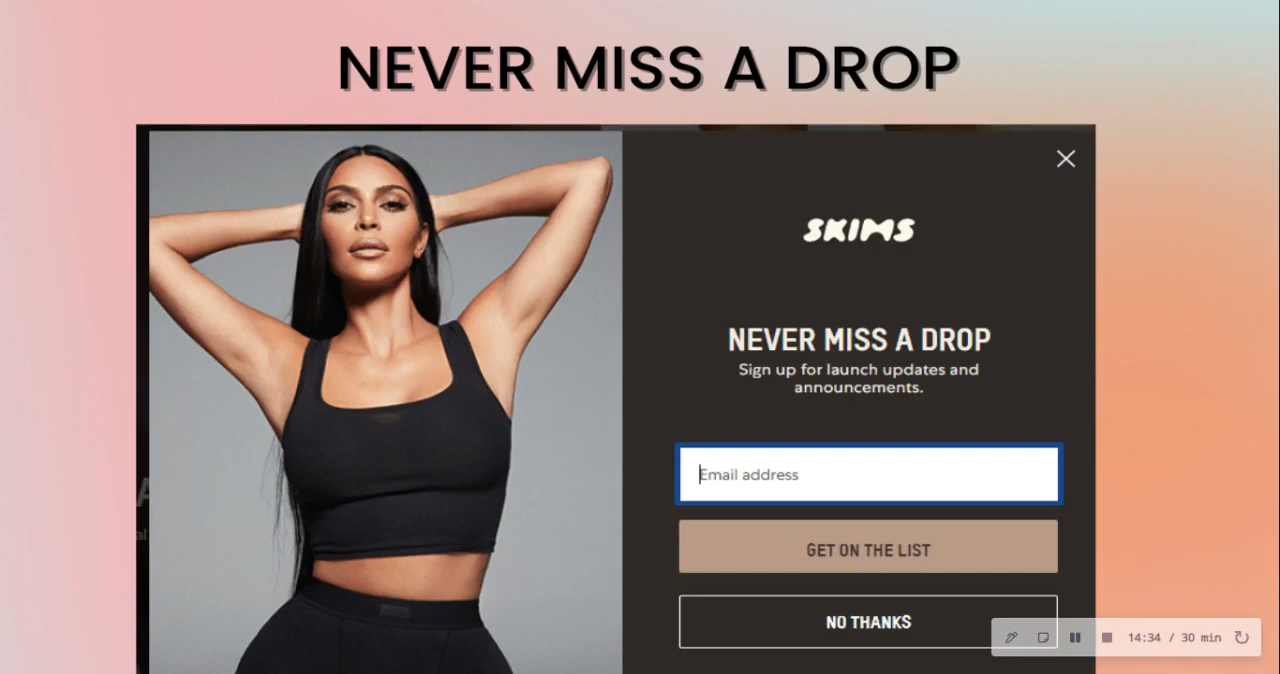 NEVER MISS A DROP
SKIMS
NEVER MISS A DROP
Sign up for launch updates and
announcements.
Email address
GET ON THE LIST
NO THANKS
14:34 / 30 min